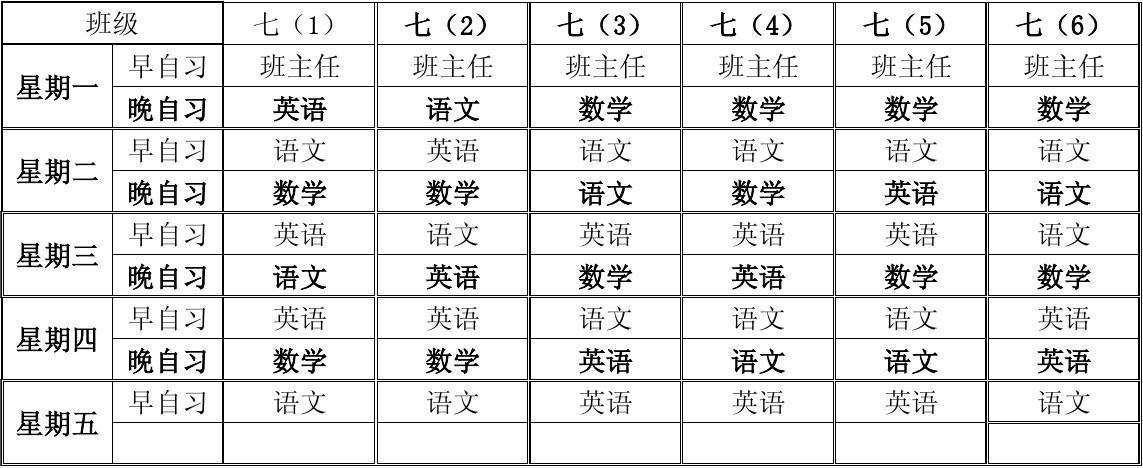 班级 七（1） 七（2） 七（3） 七（4） 七（5） 七（6）
星期一 早自习 班主任 班主任 班主任 班主任 班主任 班主任
晚自习 英语 语文 数学 数学 数学 数学
星期二 早自习 语文 英语 语文 语文 语文 语文
晚自习 数学 数学 语文 数学 英语 语文
星期三 早自习 英语 语文 英语 英语 英语 语文
晚自习 语文 英语 数学 英语 数学 数学
星期四 早自习 英语 英语 语文 语文 语文 英语
晚自习 数学 数学 英语 语文 语文 英语
星期五 早自习 语文 语文 英语 英语 英语 语文